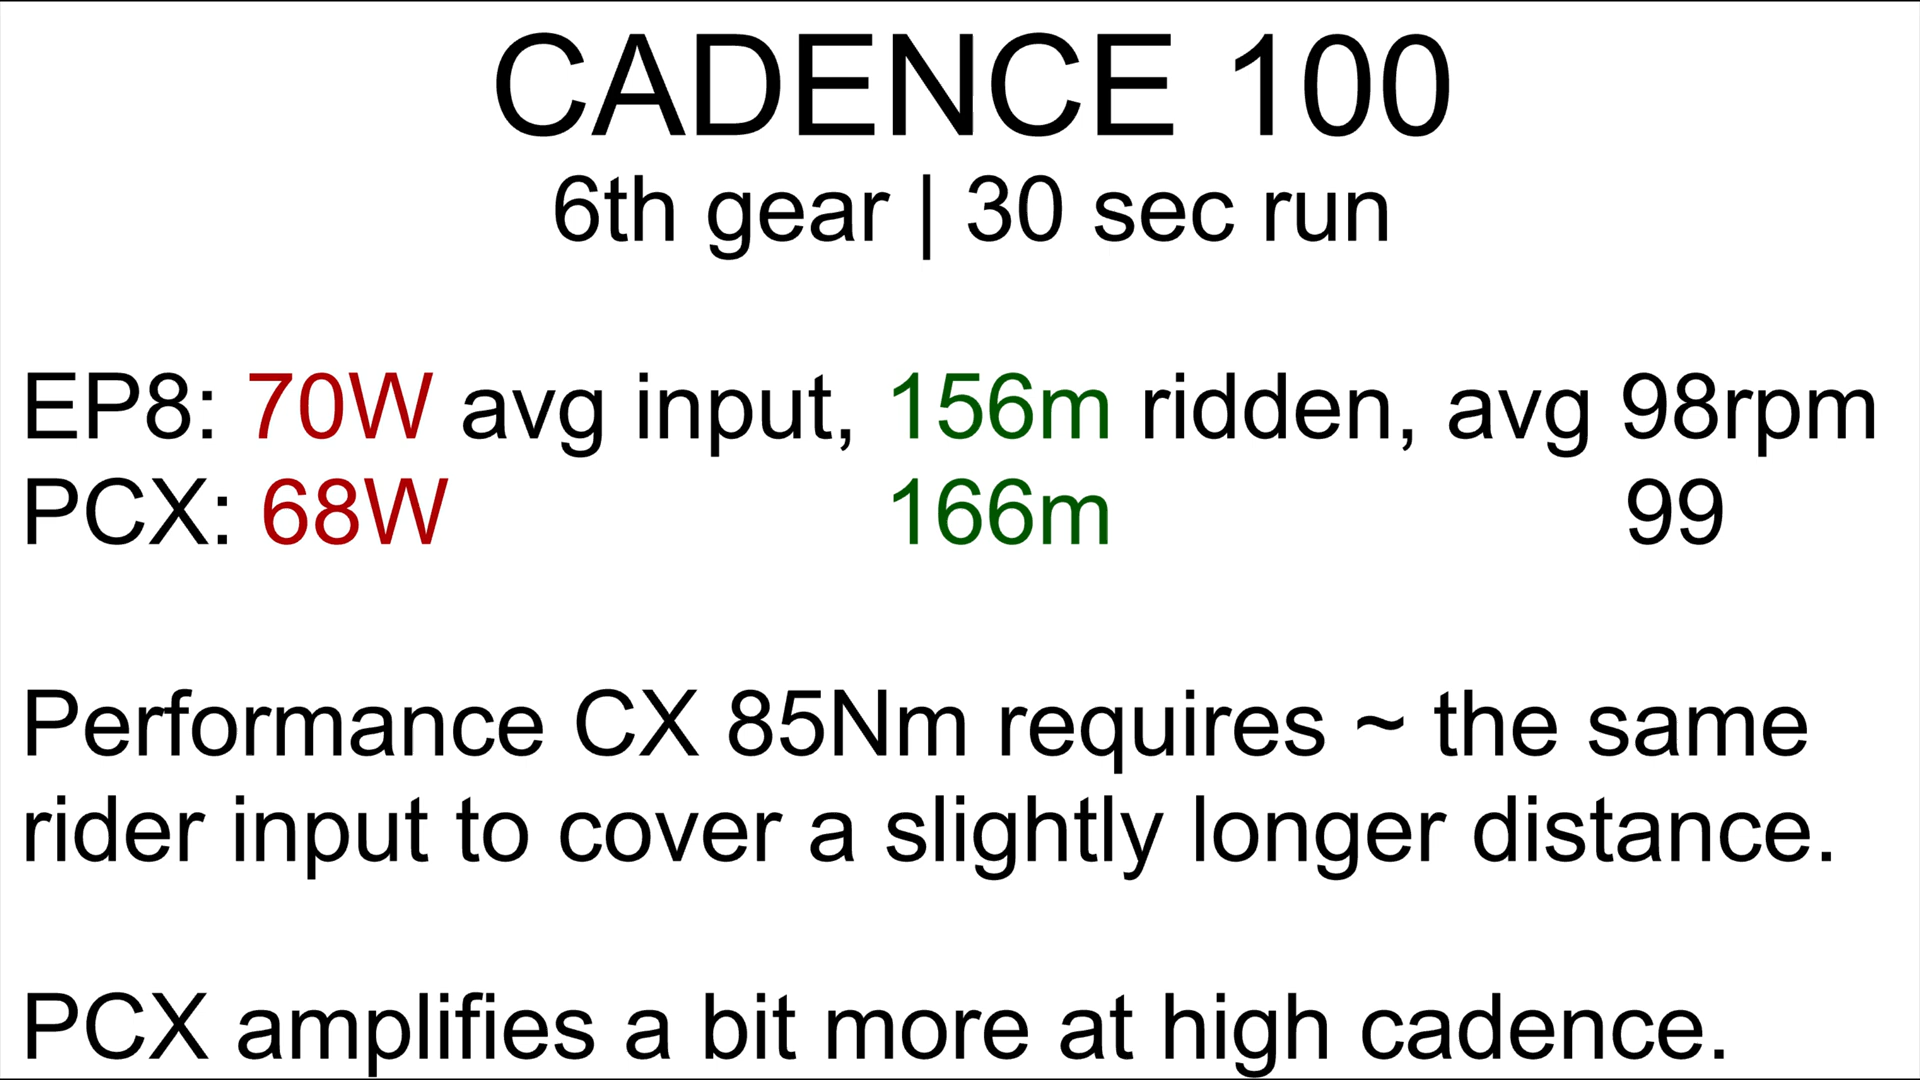 CADENCE 100
6th gear | 30 sec run
EP8: 70W avg input, 156m ridden, avg 98rpm
PCX: 68W 166m 99
Performance CX 85Nm requires ~ the same
rider input to cover a slightly longer distance.
PCX amplifies a bit more at high cadence.